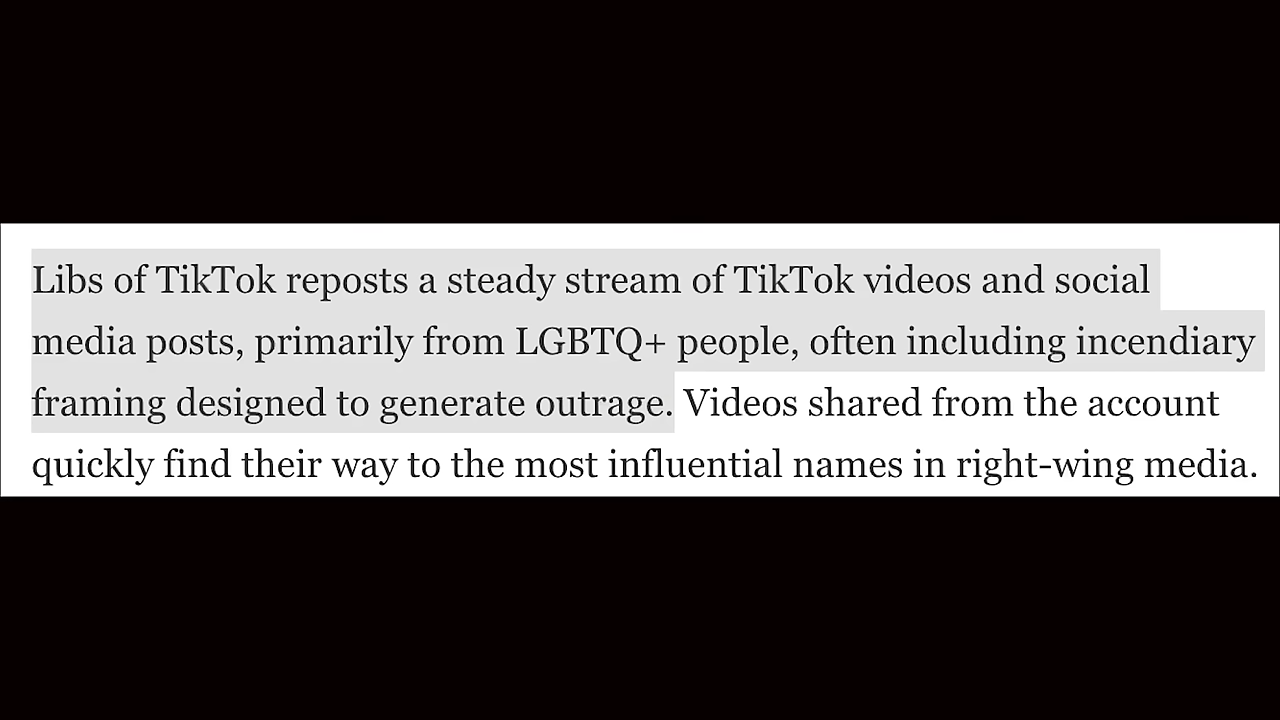 Libs of TikTok reposts a steady stream of TikTok videos and social
media posts, primarily from LGBTQ+ people, often including incendiary
framing designed to generate outrage. Videos shared from the account
quickly find their way to the most influential names in right-wing media.